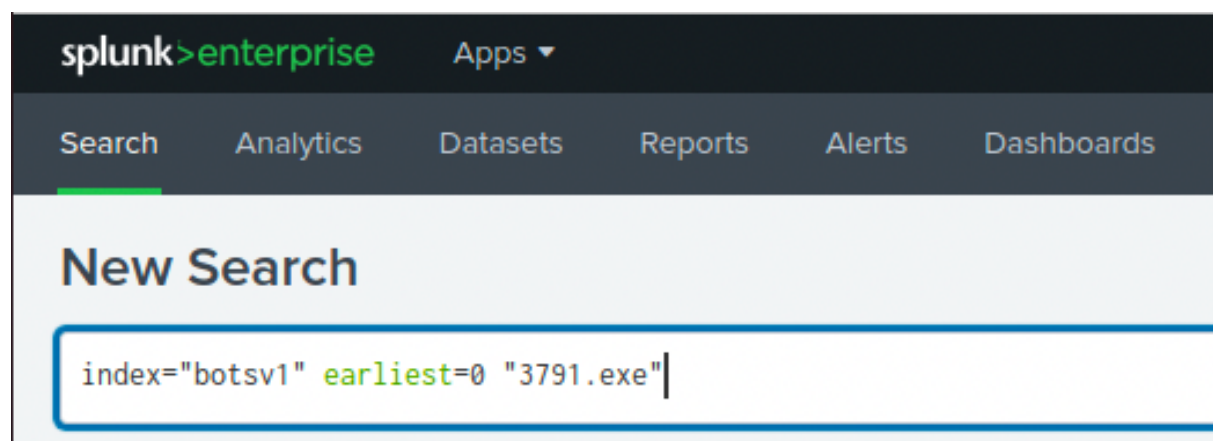 splunk>enterprise Apps
Search Analytics Datasets Reports Alerts Dashboards
New Search
index="botsv1" earliest=0 "3791.exe"